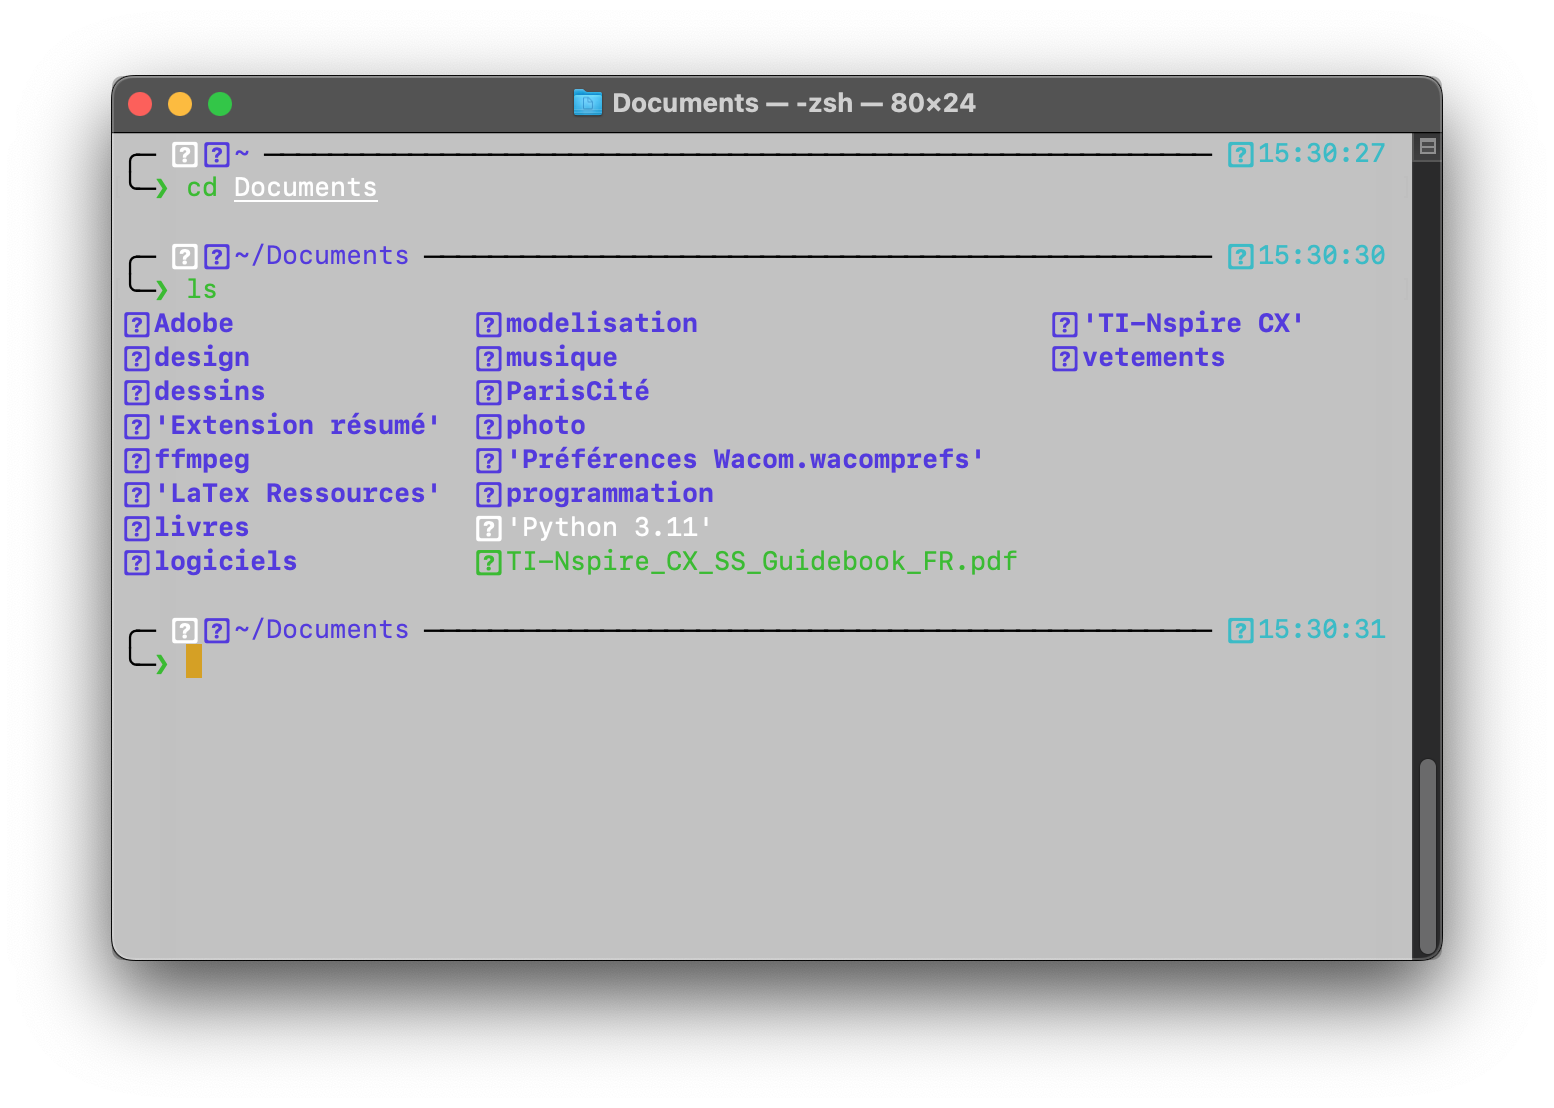 Documents — -zsh — 80×24
? ? ~ ? 15:30:27
❯ cd Documents
? ? ~/Documents ? 15:30:30
❯ ls
? Adobe ? modelisation ? 'TI-Nspire CX'
? design ? musique ? vetements
? dessins ? ParisCité
? 'Extension résumé' ? photo
? ffmpeg ? 'Préférences Wacom.wacomprefs'
? 'LaTex Ressources' ? programmation
? livres ? 'Python 3.11'
? logiciels ? TI-Nspire_CX_SS_Guidebook_FR.pdf
? ? ~/Documents ? 15:30:31
❯